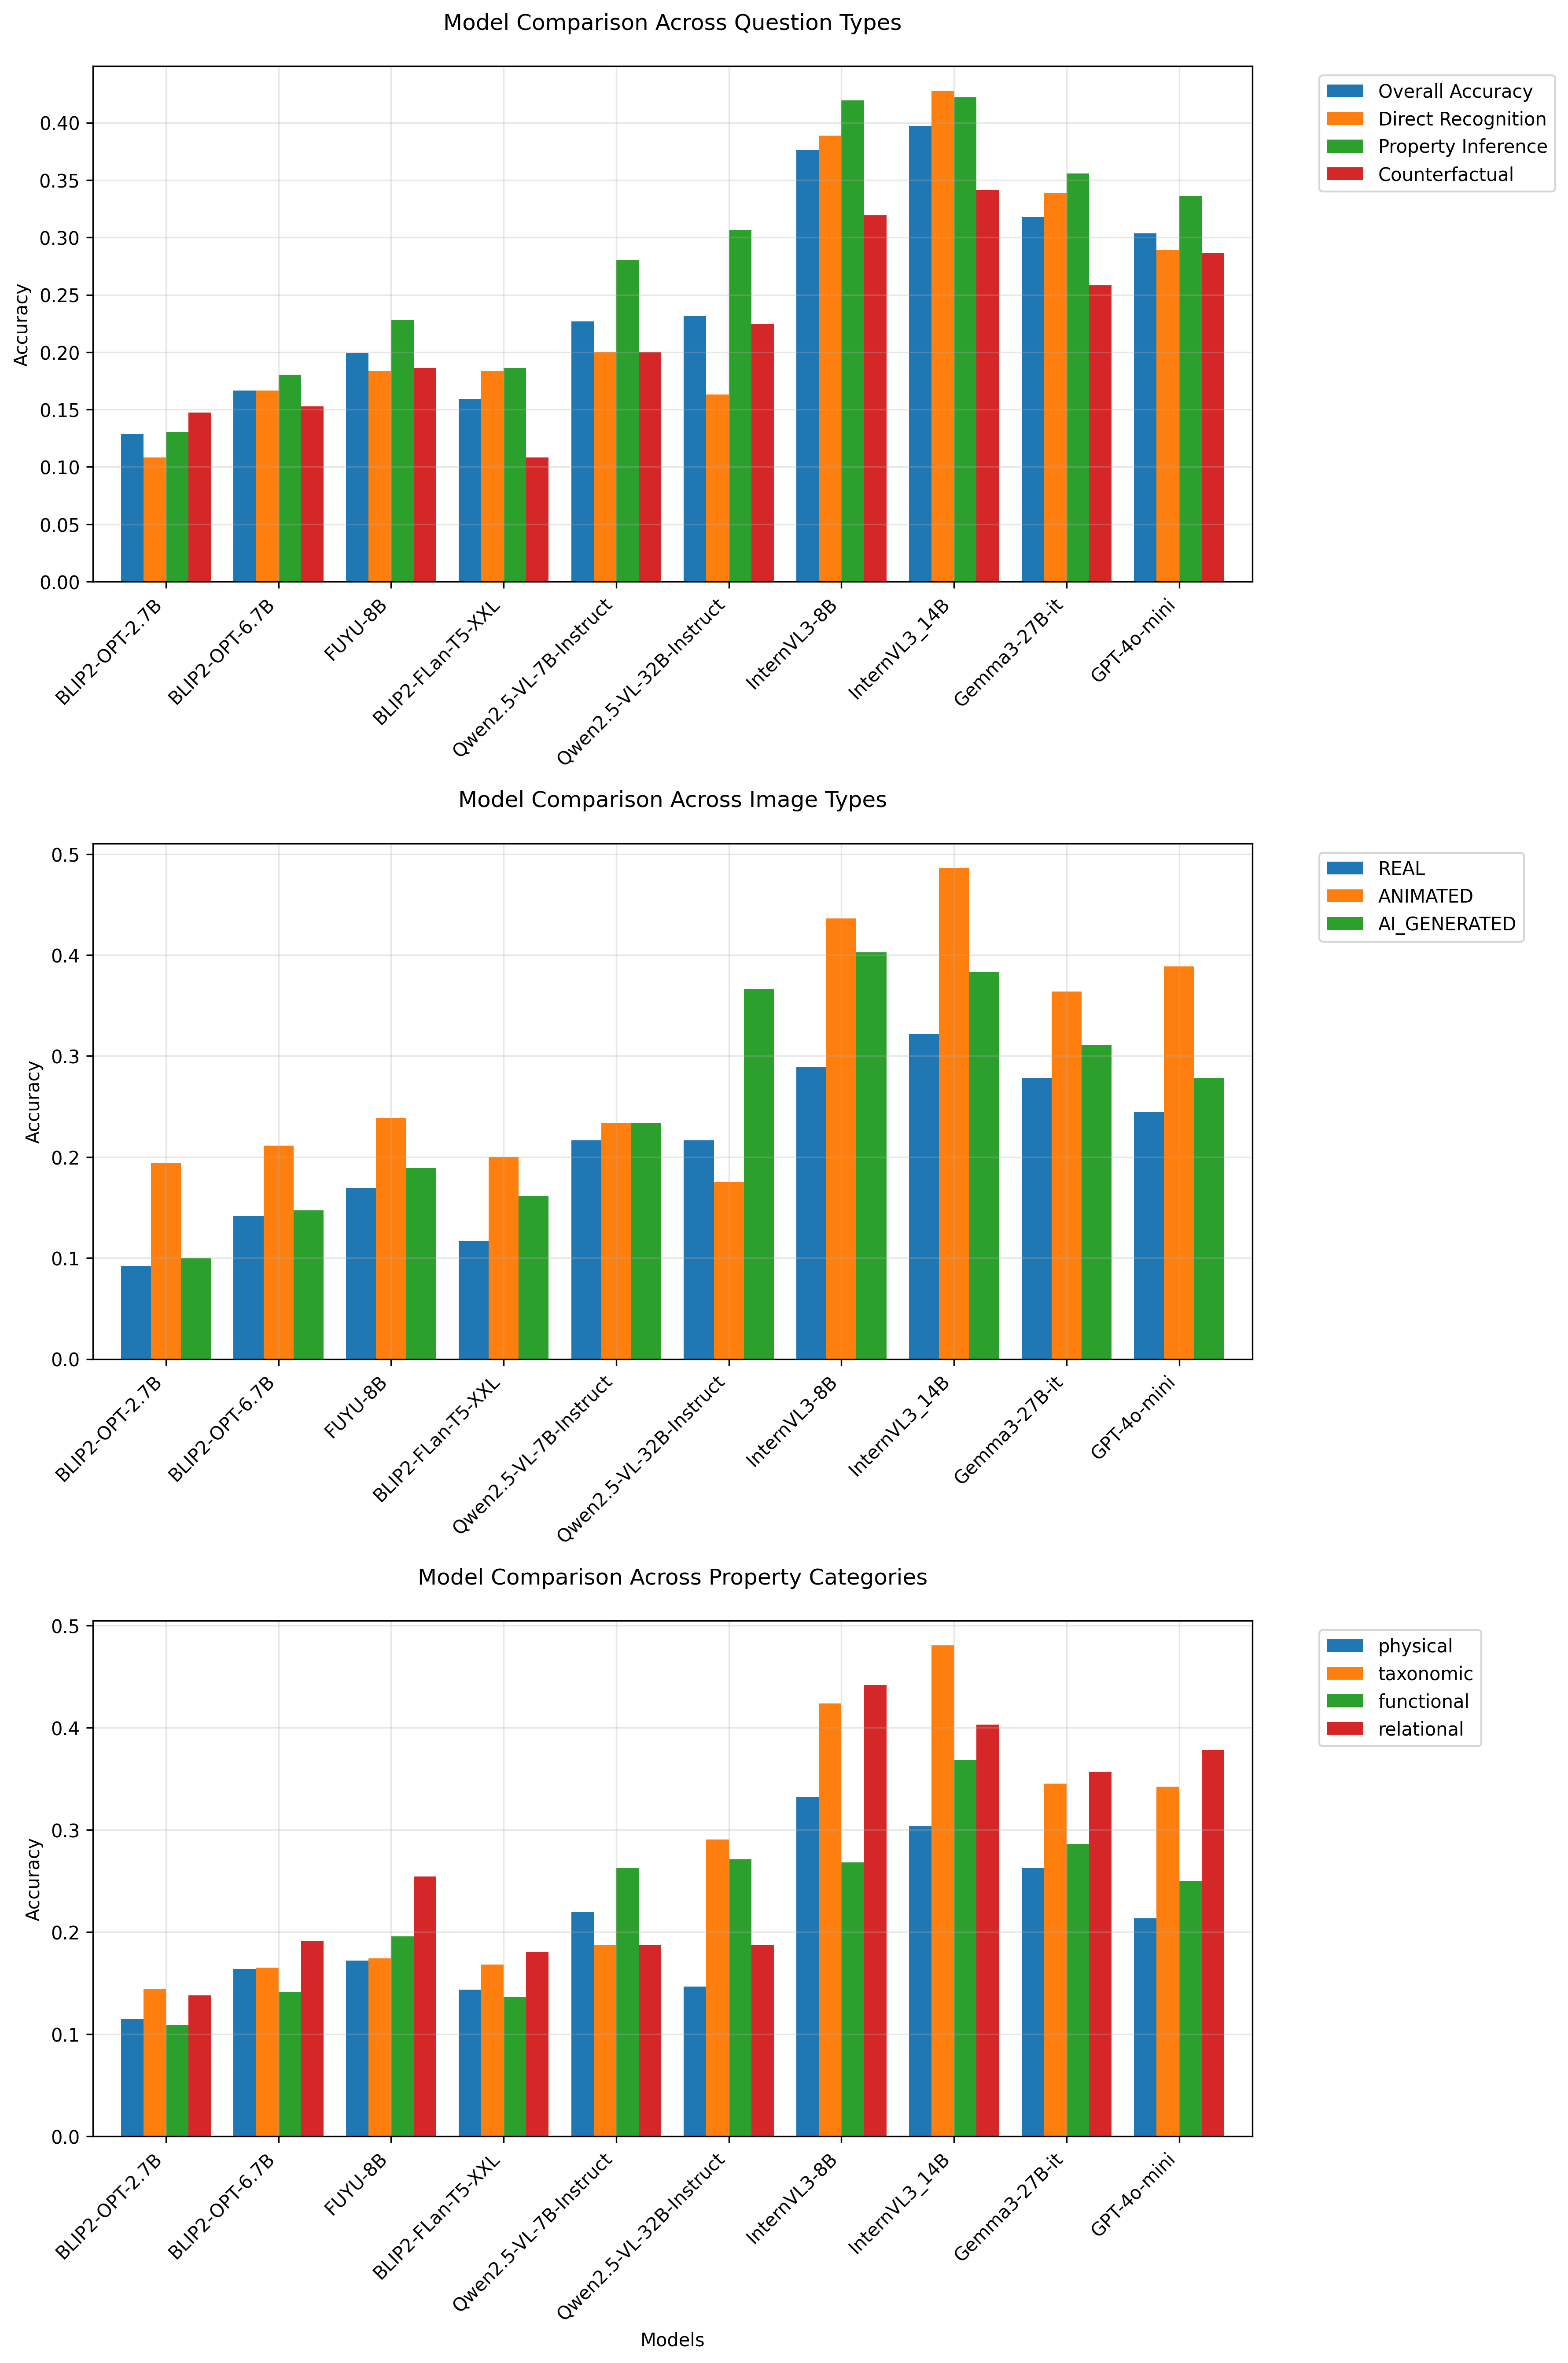 Model Comparison Across Question Types
Accuracy
0.40
0.35
0.30
0.25
0.20
0.15
0.10
0.05
0.00
BLIP2-OPT-2.7B
BLIP2-OPT-6.7B
FUYU-8B
BLIP2-FLan-T5-XXL
Qwen2.5-VL-7B-Instruct
Qwen2.5-VL-32B-Instruct
InternVL3-8B
InternVL3_14B
Gemma3-27B-it
GPT-4o-mini
Overall Accuracy
Direct Recognition
Property Inference
Counterfactual
Model Comparison Across Image Types
Accuracy
0.5
0.4
0.3
0.2
0.1
0.0
BLIP2-OPT-2.7B
BLIP2-OPT-6.7B
FUYU-8B
BLIP2-FLan-T5-XXL
Qwen2.5-VL-7B-Instruct
Qwen2.5-VL-32B-Instruct
InternVL3-8B
InternVL3_14B
Gemma3-27B-it
GPT-4o-mini
REAL
ANIMATED
AI_GENERATED
Model Comparison Across Property Categories
Accuracy
0.5
0.4
0.3
0.2
0.1
0.0
BLIP2-OPT-2.7B
BLIP2-OPT-6.7B
FUYU-8B
BLIP2-FLan-T5-XXL
Qwen2.5-VL-7B-Instruct
Qwen2.5-VL-32B-Instruct
InternVL3-8B
InternVL3_14B
Gemma3-27B-it
GPT-4o-mini
Models
physical
taxonomic
functional
relational